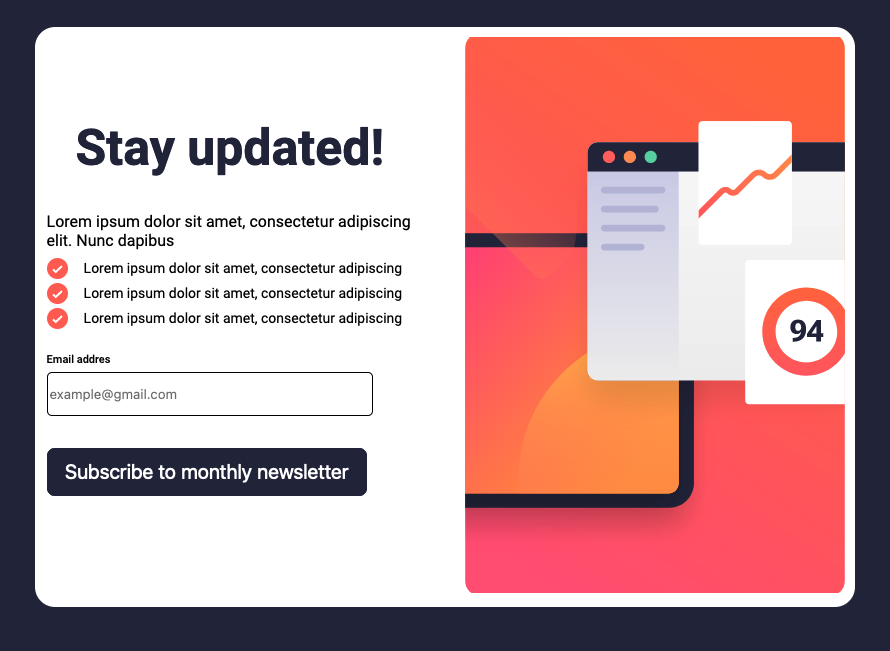 Stay updated!
Lorem ipsum dolor sit amet, consectetur adipiscing
elit. Nunc dapibus
Lorem ipsum dolor sit amet, consectetur adipiscing
Lorem ipsum dolor sit amet, consectetur adipiscing
Lorem ipsum dolor sit amet, consectetur adipiscing
Email addres
example@gmail.com
Subscribe to monthly newsletter
94